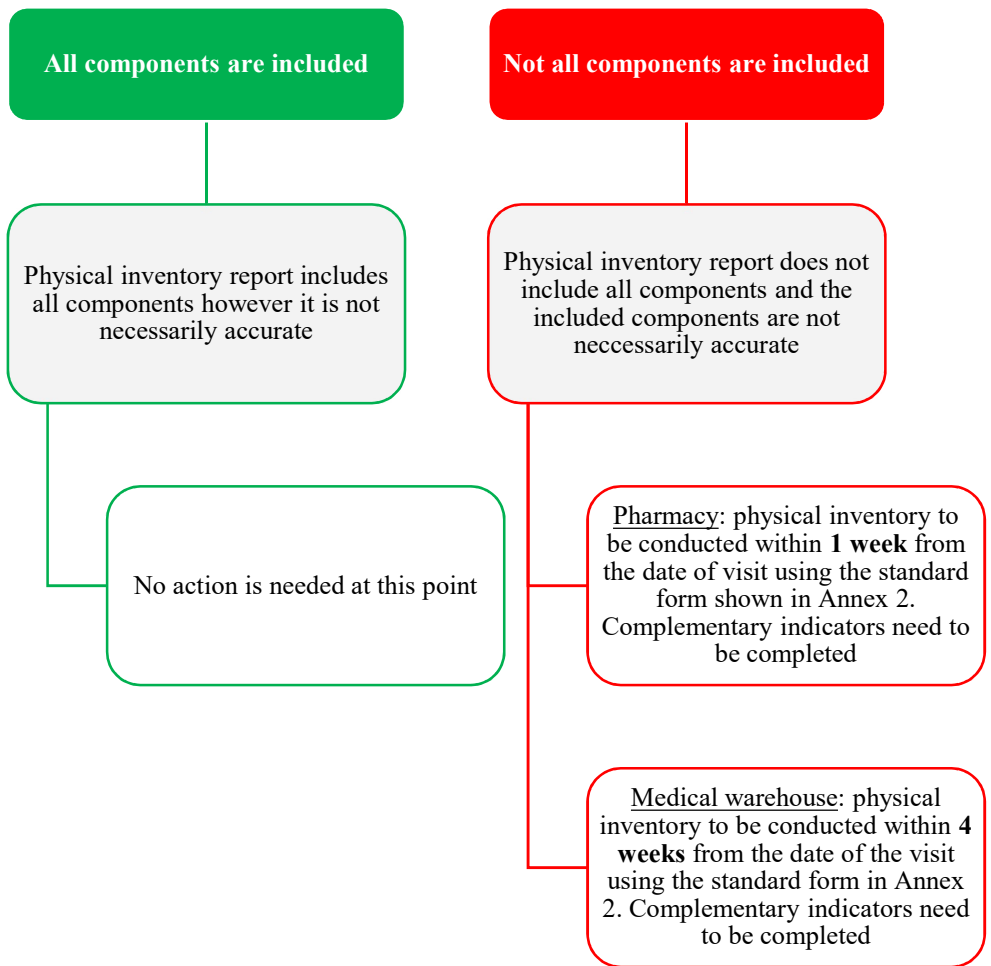 All components are included
Not all components are included
Physical inventory report includes
all components however it is not
necessarily accurate
Physical inventory report does not
include all components and the
included components are not
neccessarily accurate
No action is needed at this point
Pharmacy: physical inventory to
be conducted within 1 week from
the date of visit using the standard
form shown in Annex 2.
Complementary indicators need to
be completed
Medical warehouse: physical
inventory to be conducted within 4
weeks from the date of the visit
using the standard form in Annex
2. Complementary indicators need
to be completed